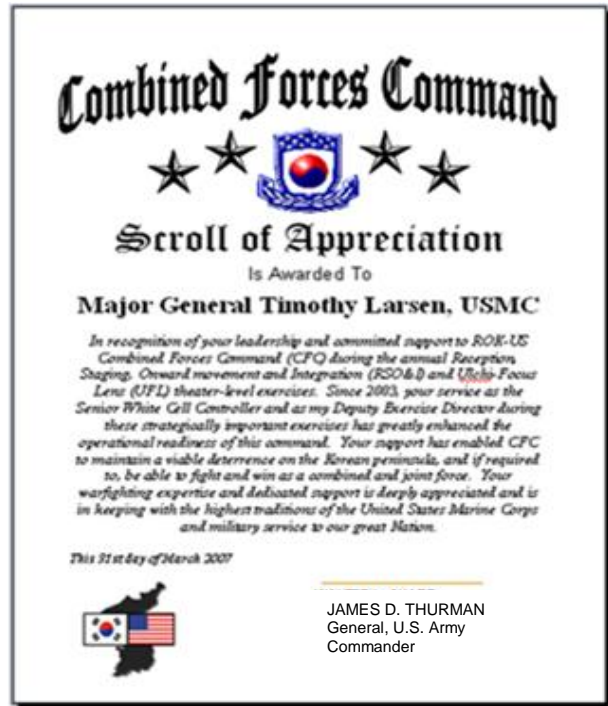 Combined Forces Command
Scroll of Appreciation
Is Awarded To
Major General Timothy Larsen, USMC
In recognition of your leadership and committed support to ROK-US
Combined Forces Command (CFC) during the annual Reception,
Staging, Onward movement and Integration (RSO&I) and Ulchi-Focus
Lens (UFL) theater-level exercises. Since 2003, your service as the
Senior White Cell Controller and as my Deputy Exercise Director during
these strategically important exercises has greatly enhanced the
operational readiness of this command. Your support has enabled CFC
to maintain a viable deterrence on the Korean peninsula, and if required
to, be able to fight and win as a combined and joint force. Your
warfighting expertise and dedicated support is deeply appreciated and is
in keeping with the highest traditions of the United States Marine Corps
and military service to our great Nation.
This 31st day of March 2007
JAMES D. THURMAN
General, U.S. Army
Commander